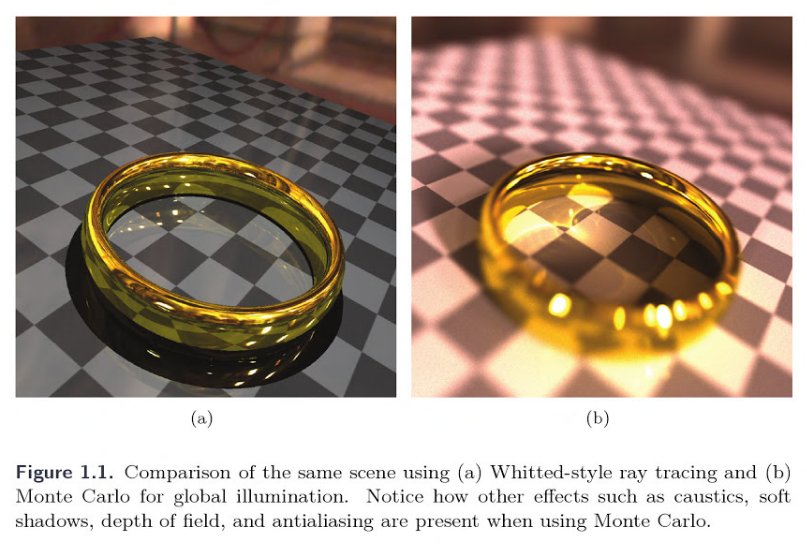 (a)
(b)
Figure 1.1. Comparison of the same scene using (a) Whitted-style ray tracing and (b)
Monte Carlo for global illumination. Notice how other effects such as caustics, soft
shadows, depth of field, and antialiasing are present when using Monte Carlo.